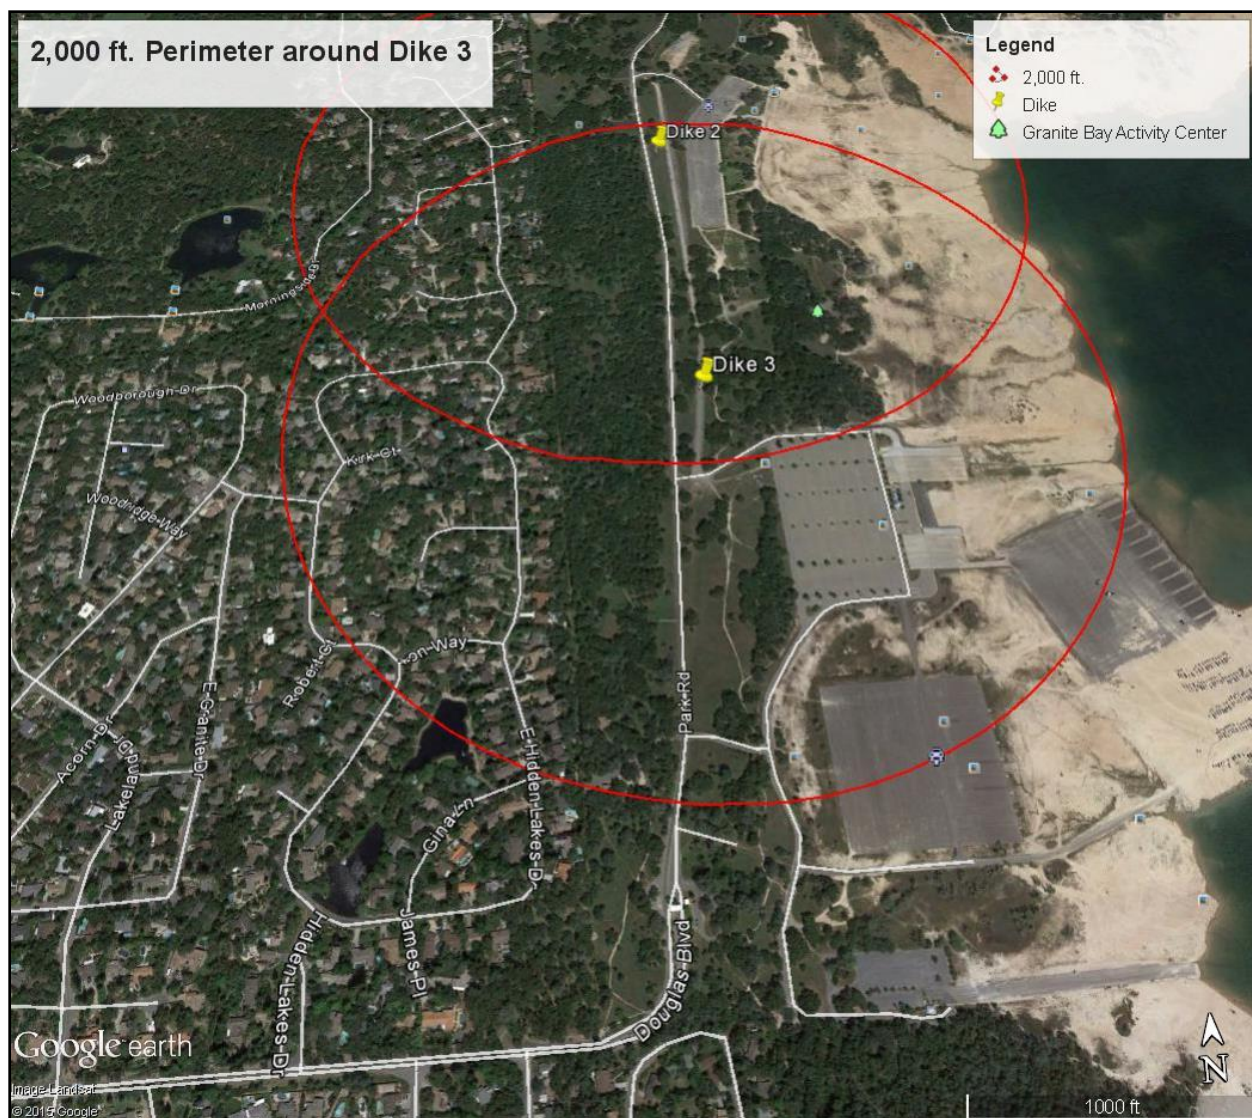 2,000 ft. Perimeter around Dike 3
Legend
2,000 ft.
Dike
Granite Bay Activity Center
Dike 2
Dike 3
Woodborough Dr
Kirk Ct
Woodridge Way
Robert Ct
E Granite Dr
Acorn Dr
Park Rd
E Hidden Lakes Dr
Gina Ln
James Pl
Hidden Lakes Dr
Douglas Blvd
Google earth
Image Landsat
© 2015 Google
N
1000 ft